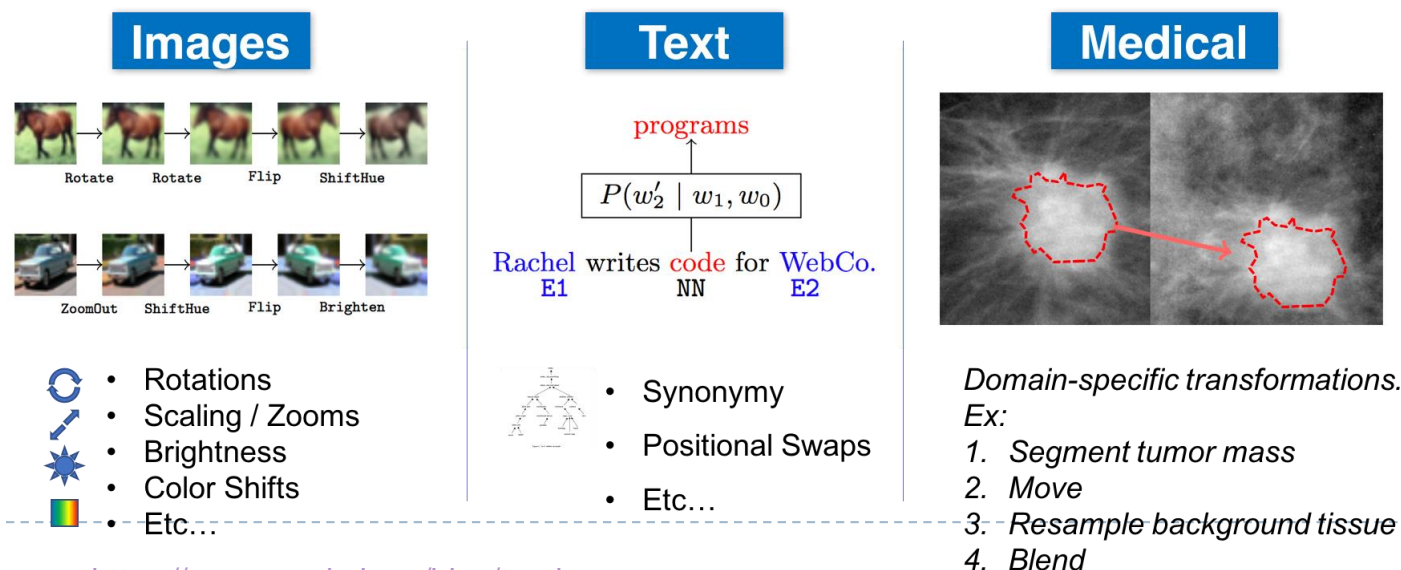 Images
Rotate Rotate Flip ShiftHue
ZoomOut ShiftHue Flip Brighten
• Rotations
• Scaling / Zooms
• Brightness
• Color Shifts
• Etc…
Text
programs
P(w′₂ | w₁, w₀)
Rachel writes code for WebCo.
E1 NN E2
• Synonymy
• Positional Swaps
• Etc…
Medical
Domain-specific transformations.
Ex:
1. Segment tumor mass
2. Move
3. Resample background tissue
4. Blend